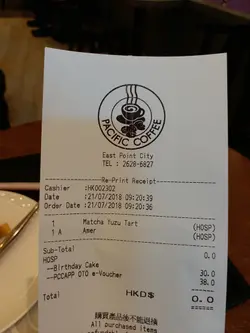 PACIFIC COFFEE
East Point City
TEL : 2628-6827
Re-Print Receipt
Cashier :HK002302
Date :21/07/2018 09:20:39
Order Date :21/07/2018 09:20:36
1 Matcha Yuzu Tart (HOSP)
1 A Amer (HOSP)
Sub-Total 0.0
HOSP
--Birthday Cake 30.0
--PCCAPP OTO e-Voucher 38.0
Total HKD$ 0.0
購買產品後不能退換
All purchased items